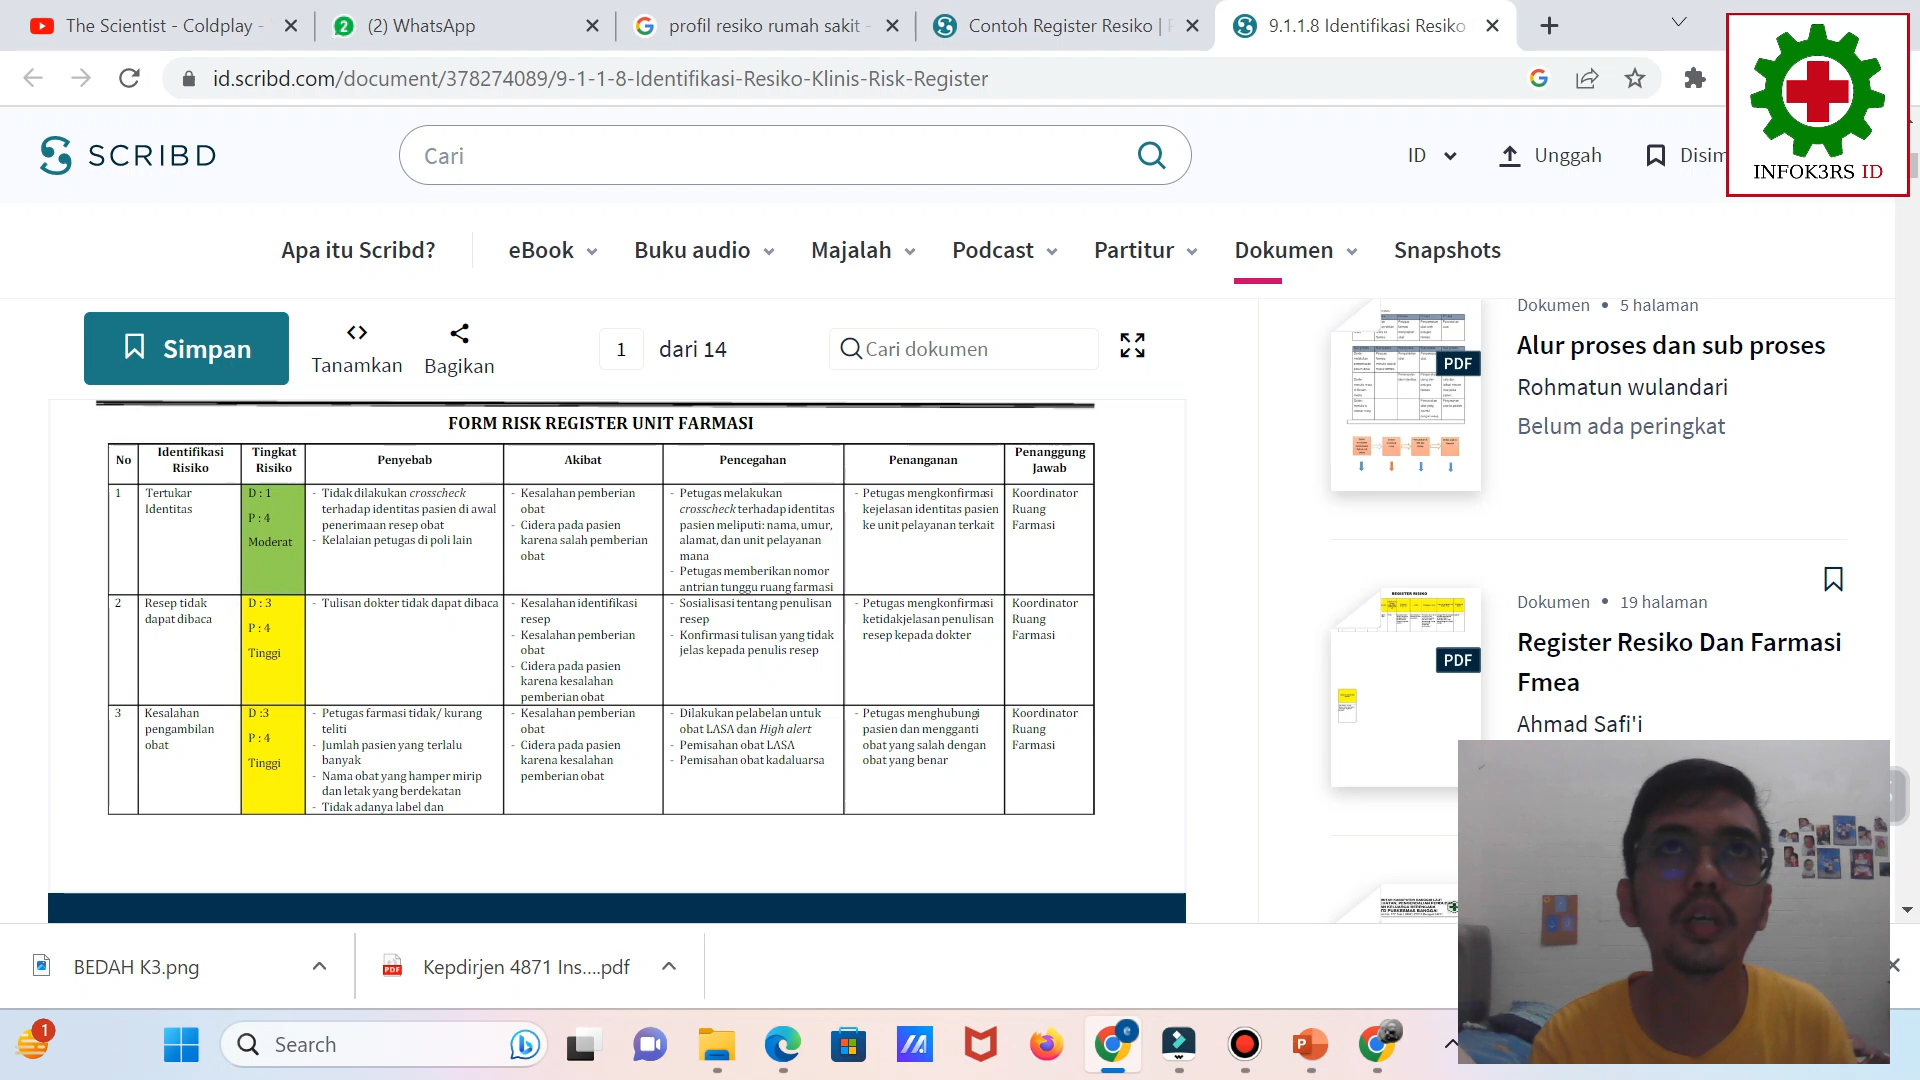 The Scientist - Coldplay -
(2) WhatsApp
profil resiko rumah sakit -
Contoh Register Resiko |
9.1.1.8 Identifikasi Resiko
id.scribd.com/document/378274089/9-1-1-8-Identifikasi-Resiko-Klinis-Risk-Register
INFOK3RS ID
SCRIBD
Cari
ID
Unggah
Disim
Apa itu Scribd?
eBook
Buku audio
Majalah
Podcast
Partitur
Dokumen
Snapshots
Simpan
Tanamkan
Bagikan
1 dari 14
Cari dokumen
FORM RISK REGISTER UNIT FARMASI
No
Identifikasi
Risiko
Tingkat
Risiko
Penyebab
Akibat
Pencegahan
Penanganan
Penanggung
Jawab
1
Tertukar
Identitas
D : 1
P : 4
Moderat
- Tidak dilakukan crosscheck
terhadap identitas pasien di awal
penerimaan resep obat
- Kelalaian petugas di poli lain
- Kesalahan pemberian
obat
- Cidera pada pasien
karena salah pemberian
obat
- Petugas melakukan
crosscheck terhadap identitas
pasien meliputi: nama, umur,
alamat, dan unit pelayanan
mana
- Petugas memberikan nomor
antrian tunggu ruang farmasi
- Petugas mengkonfirmasi
kejelasan identitas pasien
ke unit pelayanan terkait
Koordinator
Ruang
Farmasi
2
Resep tidak
dapat dibaca
D : 3
P : 4
Tinggi
- Tulisan dokter tidak dapat dibaca
- Kesalahan identifikasi
resep
- Kesalahan pemberian
obat
- Cidera pada pasien
karena kesalahan
pemberian obat
- Sosialisasi tentang penulisan
resep
- Konfirmasi tulisan yang tidak
jelas kepada penulis resep
- Petugas mengkonfirmasi
ketidakjelasan penulisan
resep kepada dokter
Koordinator
Ruang
Farmasi
3
Kesalahan
pengambilan
obat
D :3
P : 4
Tinggi
- Petugas farmasi tidak/ kurang
teliti
- Jumlah pasien yang terlalu
banyak
- Nama obat yang hamper mirip
dan letak yang berdekatan
- Tidak adanya label dan
- Kesalahan pemberian
obat
- Cidera pada pasien
karena kesalahan
pemberian obat
- Dilakukan pelabelan untuk
obat LASA dan High alert
- Pemisahan obat LASA
- Pemisahan obat kadaluarsa
- Petugas menghubungi
pasien dan mengganti
obat yang salah dengan
obat yang benar
Koordinator
Ruang
Farmasi
Dokumen • 5 halaman
PDF
Alur proses dan sub proses
Rohmatun wulandari
Belum ada peringkat
REGISTER RISIKO
PDF
Dokumen • 19 halaman
Register Resiko Dan Farmasi
Fmea
Ahmad Safi'i
BEDAH K3.png
Kepdirjen 4871 Ins....pdf
1
Search